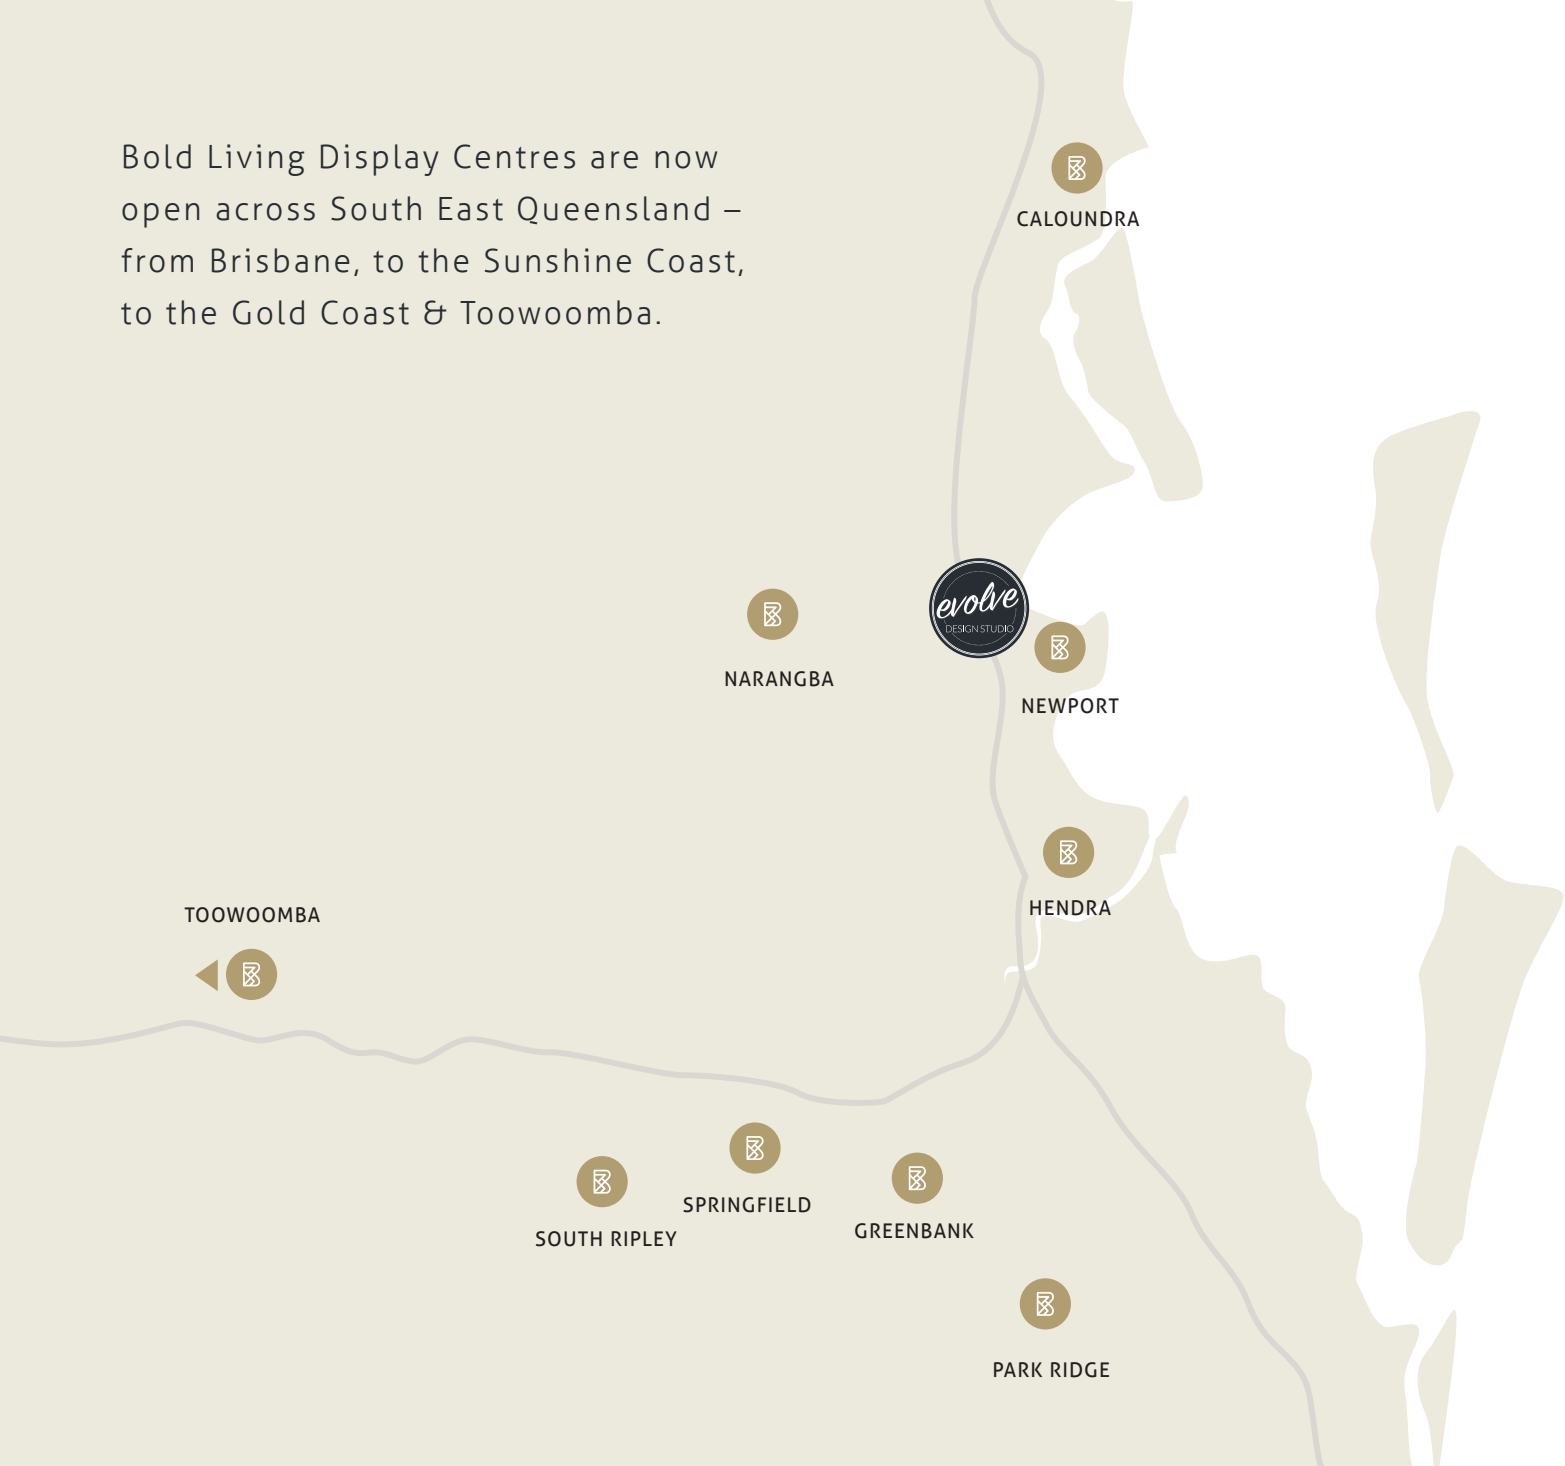 Bold Living Display Centres are now
open across South East Queensland –
from Brisbane, to the Sunshine Coast,
to the Gold Coast & Toowoomba.
CALOUNDRA
evolve
DESIGN STUDIO
NARANGBA
NEWPORT
HENDRA
TOOWOOMBA
SPRINGFIELD
GREENBANK
SOUTH RIPLEY
PARK RIDGE